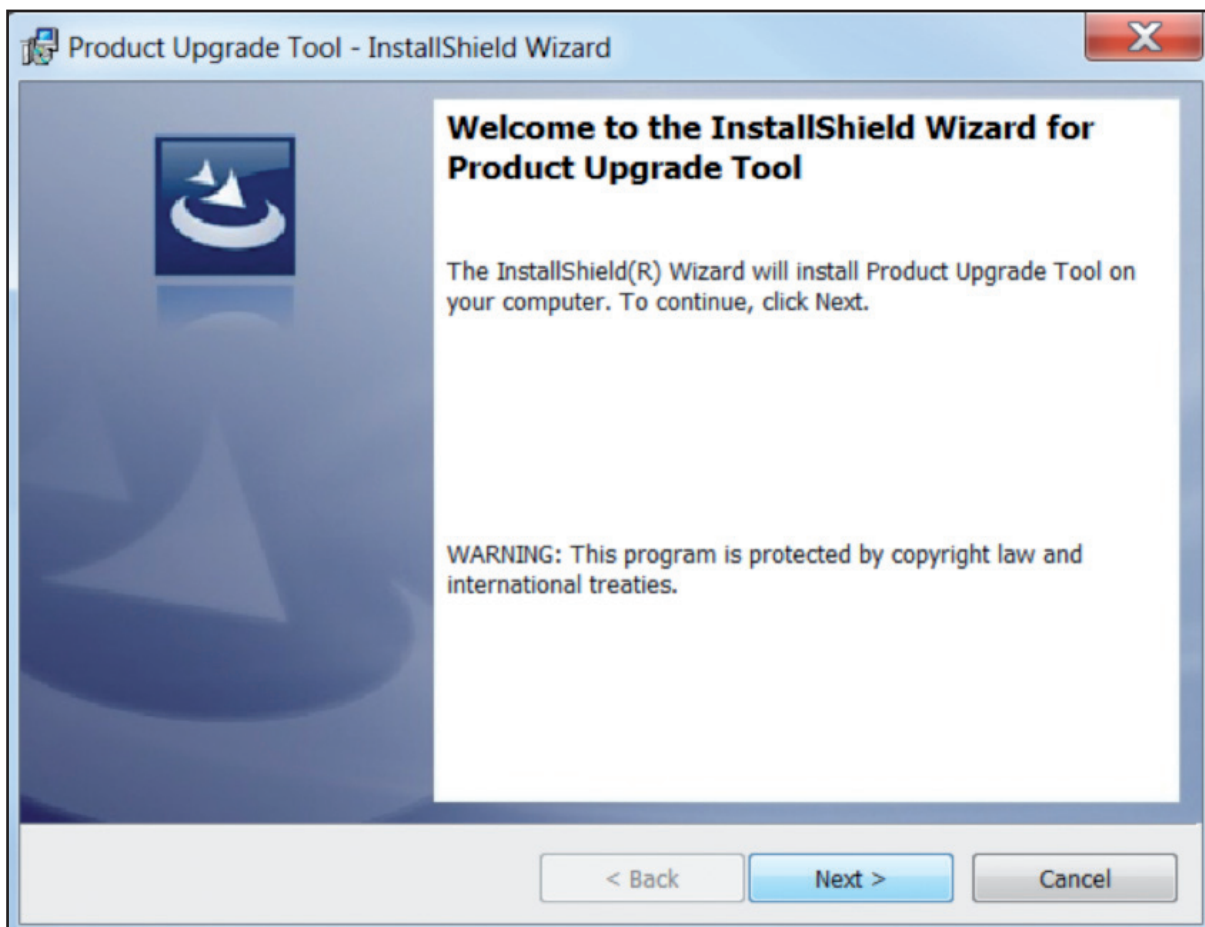 Product Upgrade Tool - InstallShield Wizard
Welcome to the InstallShield Wizard for
Product Upgrade Tool
The InstallShield(R) Wizard will install Product Upgrade Tool on
your computer. To continue, click Next.
WARNING: This program is protected by copyright law and
international treaties.
< Back
Next >
Cancel